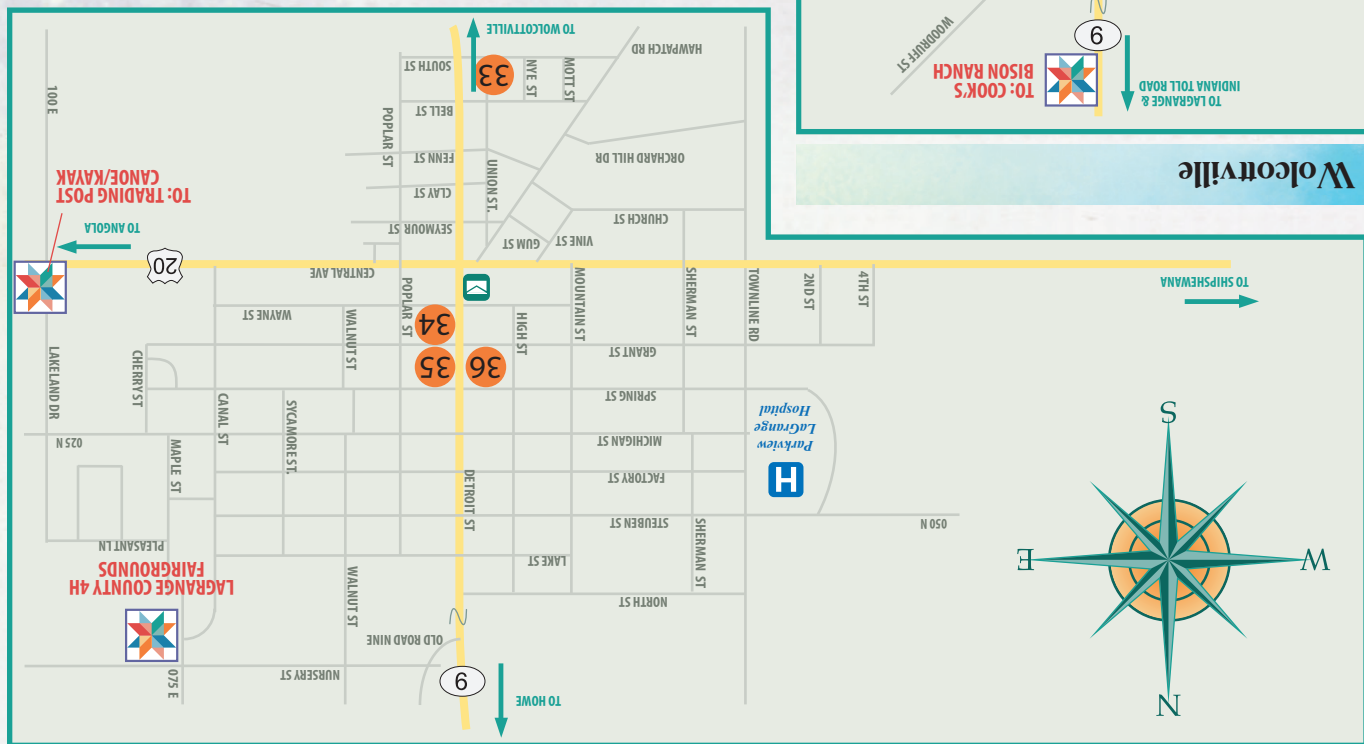 TO HOWE
9
N
W
E
S
NURSERY ST
075 E
OLD ROAD NINE
NORTH ST
WALNUT ST
LAGRANGE COUNTY 4H
FAIRGROUNDS
LAKE ST
PLEASANT LN
SHERMAN ST
STEUBEN ST
050 N
DETROIT ST
FACTORY ST
H
Parkview
LaGrange
Hospital
MICHIGAN ST
MAPLE ST
025 N
SYCAMORE ST.
CANAL ST
SPRING ST
CHERRY ST
LAKELAND DR
36
35
GRANT ST
34
WALNUT ST
WAYNE ST
HIGH ST
POPLAR ST
MOUNTAIN ST
SHERMAN ST
TOWNLINE RD
2ND ST
4TH ST
TO SHIPSHEWANA
CENTRAL AVE
20
TO ANGOLA
TO: TRADING POST
CANOE/KAYAK
GUM ST
VINE ST
SEYMOUR ST
CHURCH ST
CLAY ST
UNION ST.
FENN ST
ORCHARD HILL DR
POPLAR ST
BELL ST
100 E
SOUTH ST
33
NYE ST
MOTT ST
HAWPATCH RD
TO WOLCOTTVILLE
Wolcottville
TO LAGRANGE &
INDIANA TOLL ROAD
TO: COOK'S
BISON RANCH
9
WOODRUFF ST